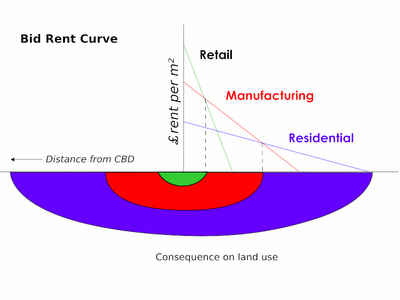 Bid Rent Curve
Retail
£rent per m²
Manufacturing
Residential
Distance from CBD
Consequence on land use